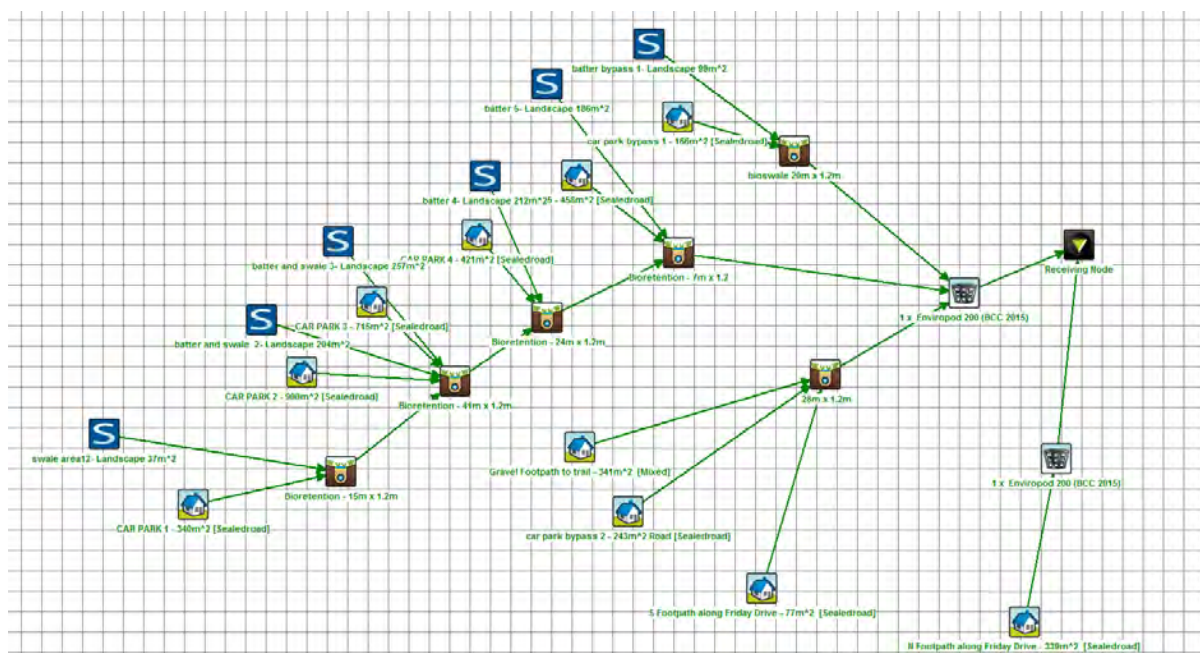 batter bypass 1- Landscape 99m^2
batter 5- Landscape 186m^2
car park bypass 1 - 166m^2 [Sealedroad]
bioswale 20m x 1.2m
batter 4- Landscape 212m^2
5 - 458m^2 [Sealedroad]
CAR PARK 4 - 421m^2 [Sealedroad]
batter and swale 3- Landscape 257m^2
Bioretention - 7m x 1.2
Receiving Node
1 x Enviropod 200 (BCC 2015)
CAR PARK 3 - 715m^2 [Sealedroad]
batter and swale 2- Landscape 204m^2
Bioretention - 24m x 1.2m
CAR PARK 2 - [Sealedroad]
Bioretention - 41m x 1.2m
28m x 1.2m
swale area12- Landscape 37m^2
Gravel Footpath to trail - 341m^2 (Mixed)
1 x Enviropod 200 (BCC 2015)
Bioretention - 15m x 1.2m
CAR PARK 1 - 340m^2 [Sealedroad]
car park bypass 2 - 243m^2 Road [Sealedroad]
S Footpath along Friday Drive - 77m^2 [Sealedroad]
N Footpath along Friday Drive - 339m^2 [Sealedroad]